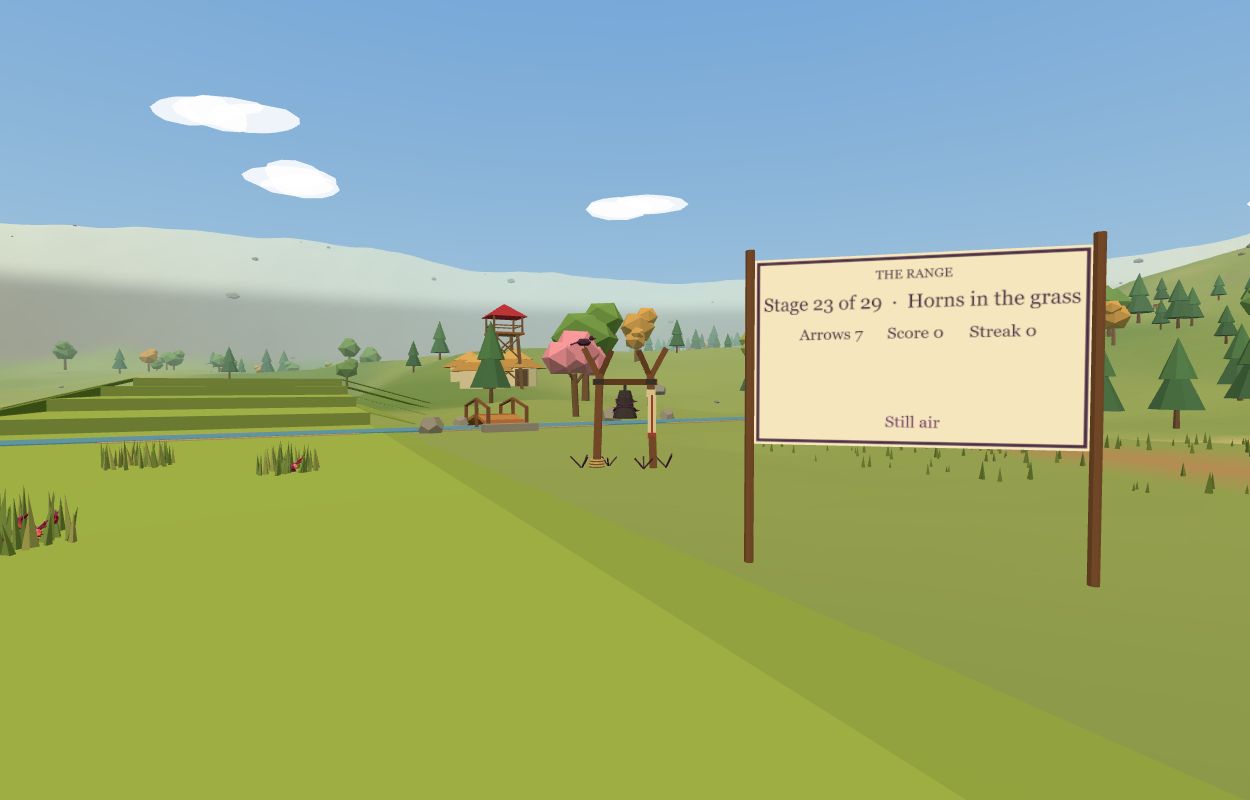 THE RANGE
Stage 23 of 29 · Horns in the grass
Arrows 7 Score 0 Streak 0
Still air